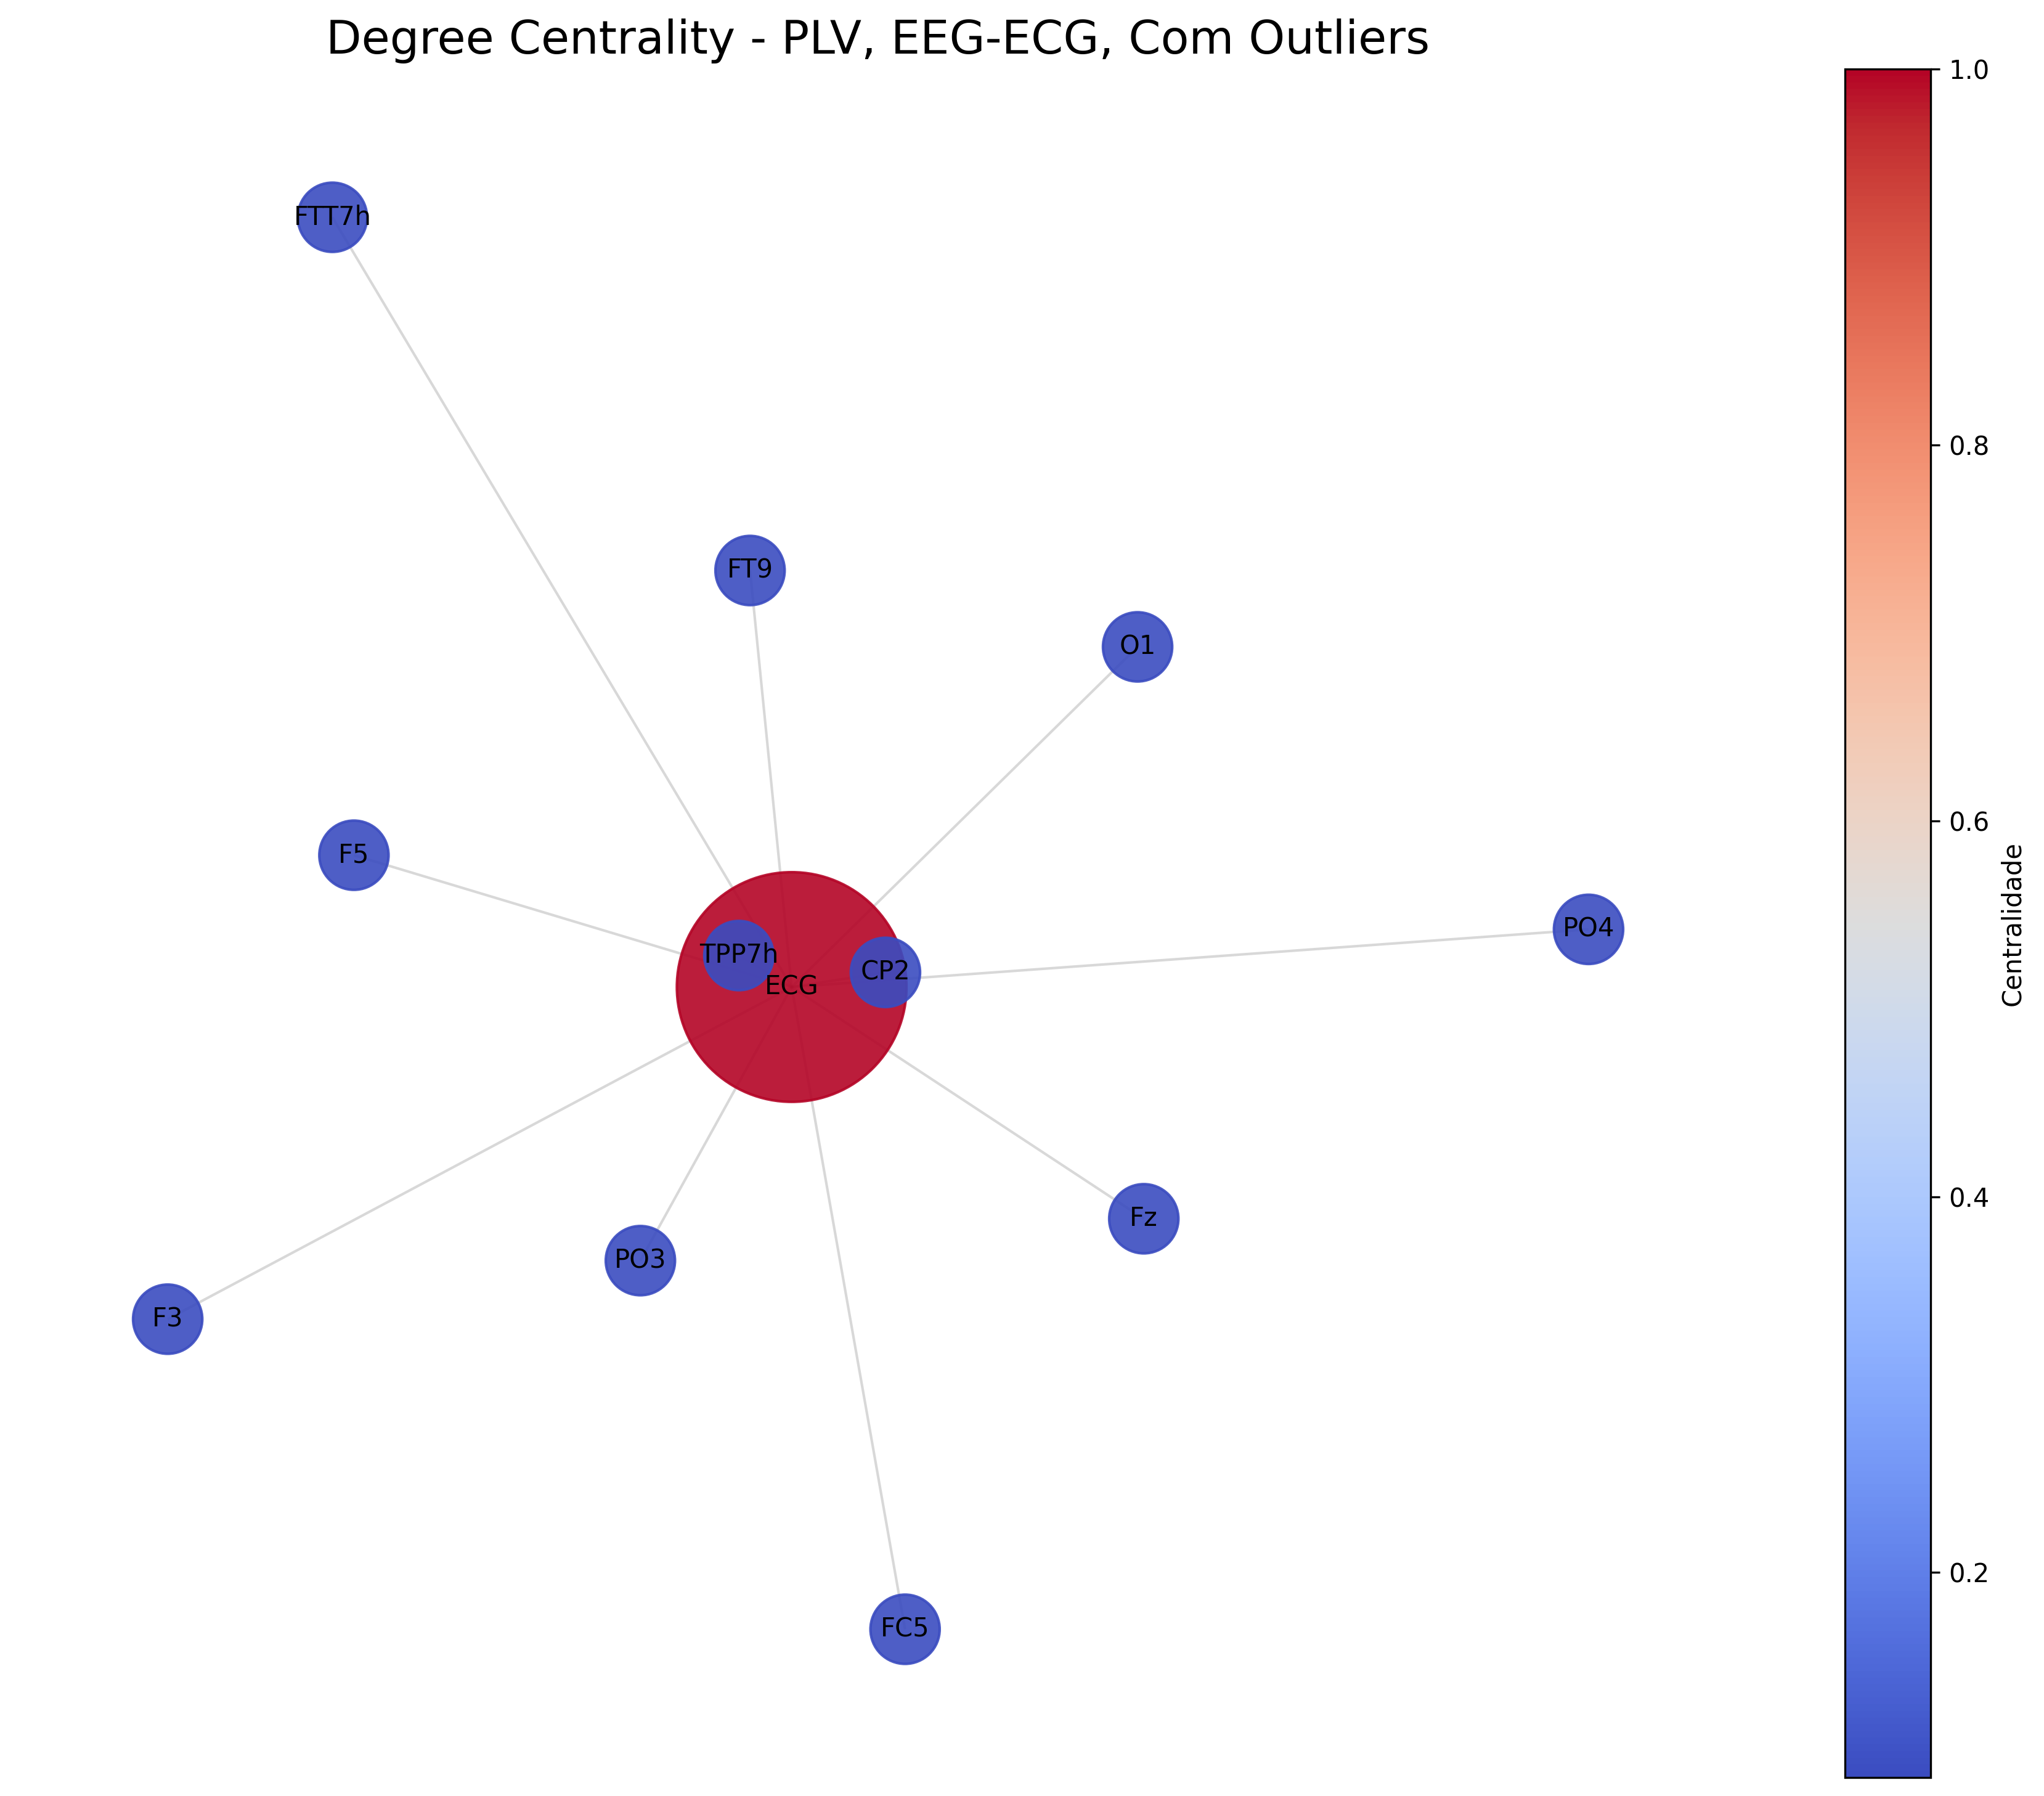 Degree Centrality - PLV, EEG-ECG, Com Outliers
1.0
FTT7h
0.8
FT9
O1
0.6
F5
Centralidade
PO4
TPP7h
CP2
ECG
0.4
Fz
PO3
F3
0.2
FC5